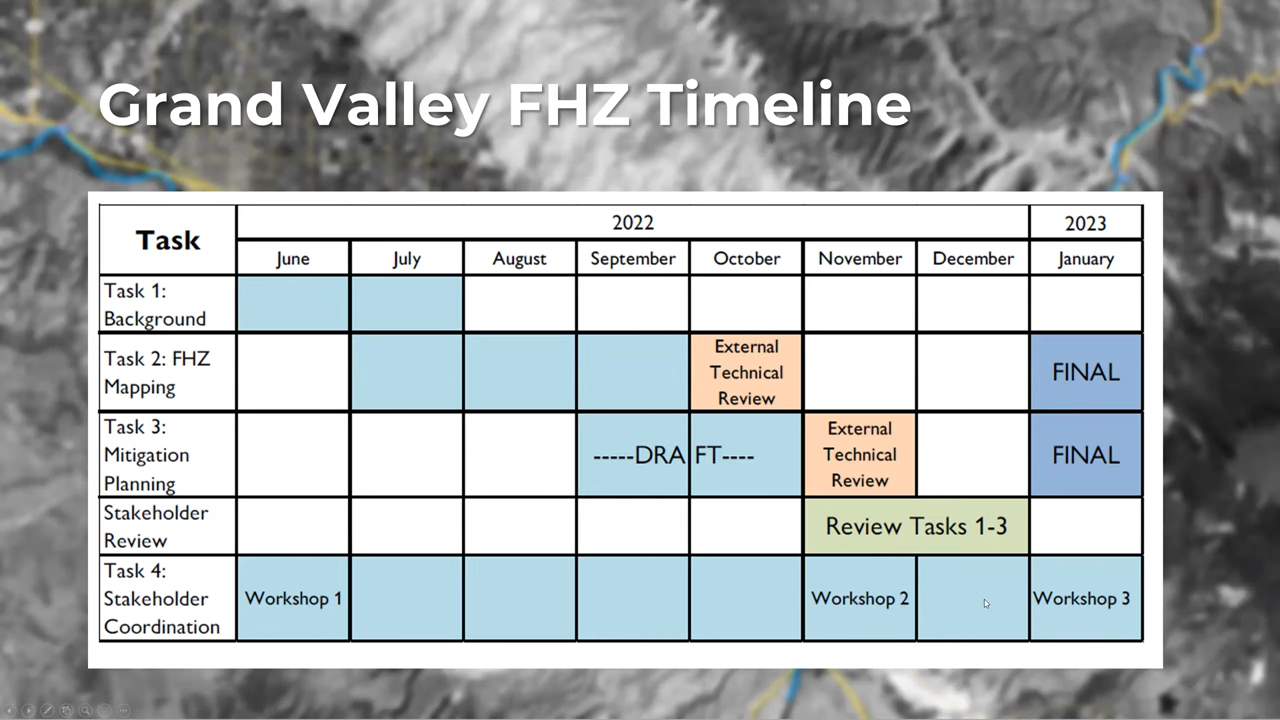 Grand Valley FHZ Timeline
Task
2022
2023
June
July
August
September
October
November
December
January
Task 1:
Background
Task 2: FHZ
Mapping
External
Technical
Review
FINAL
Task 3:
Mitigation
Planning
-----DRAFT----
External
Technical
Review
FINAL
Stakeholder
Review
Review Tasks 1-3
Task 4:
Stakeholder
Coordination
Workshop 1
Workshop 2
Workshop 3